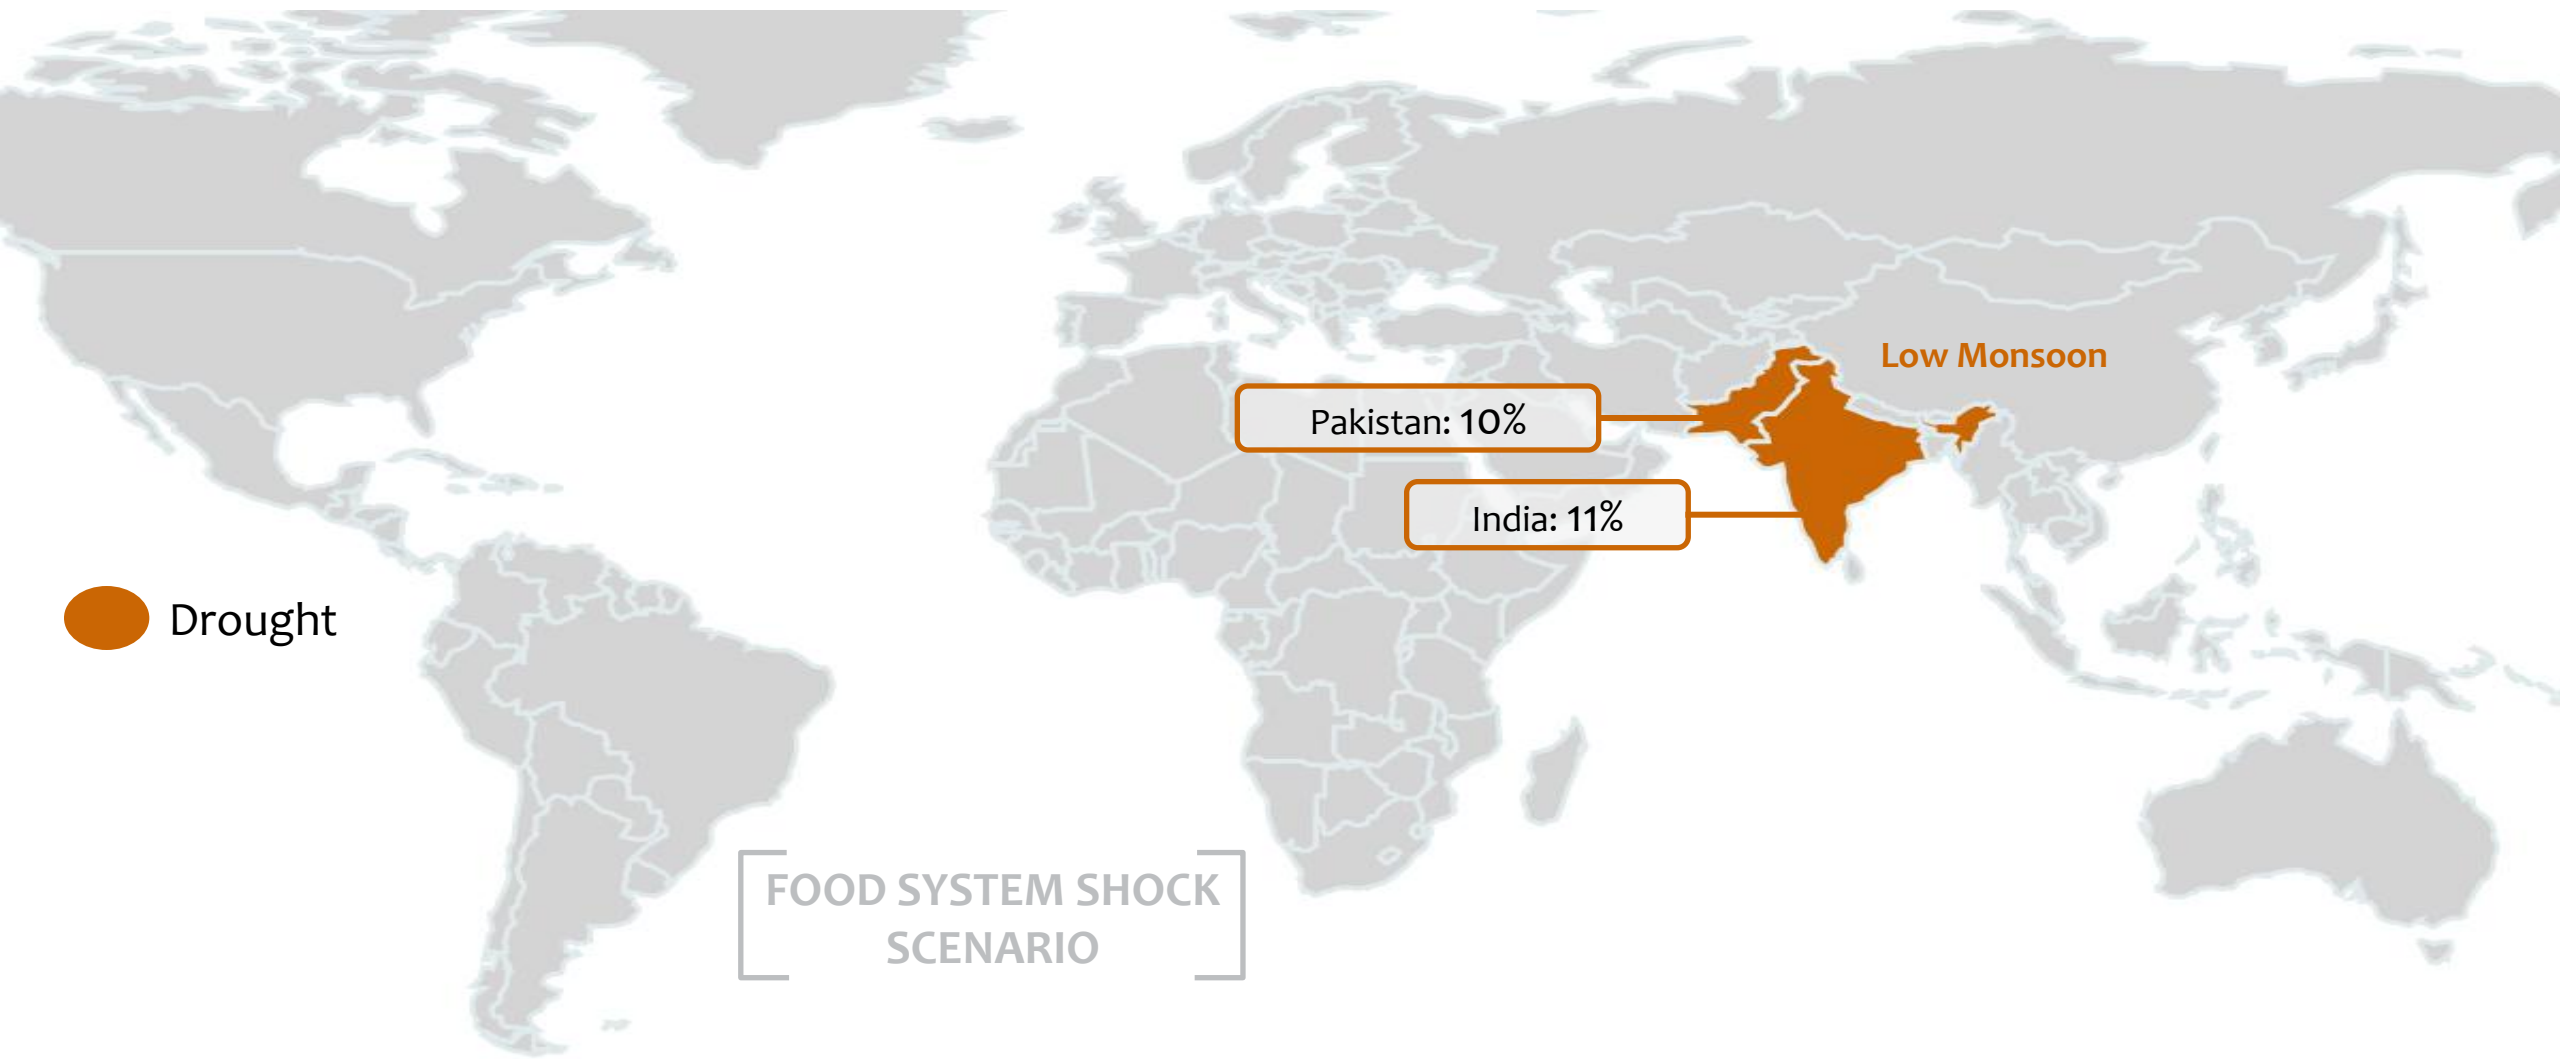 Low Monsoon
Pakistan: 10%
India: 11%
Drought
FOOD SYSTEM SHOCK
SCENARIO